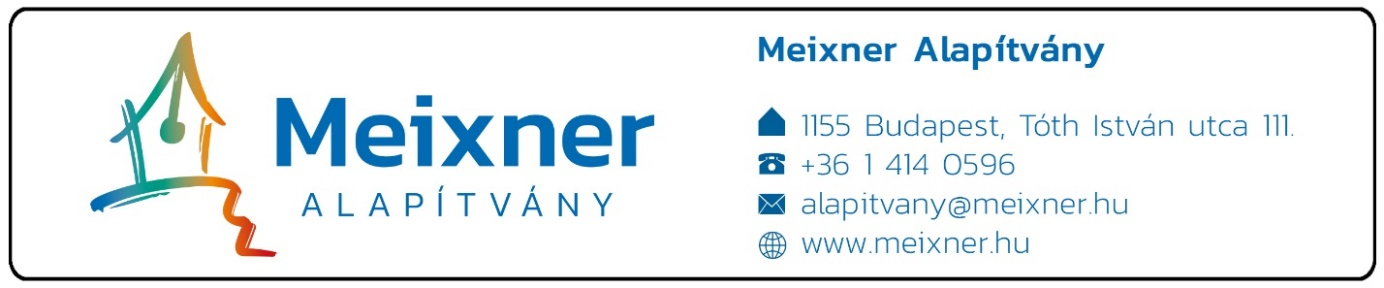 Meixner
ALAPÍTVÁNY
Meixner Alapítvány
1155 Budapest, Tóth István utca 111.
+36 1 414 0596
alapitvany@meixner.hu
www.meixner.hu